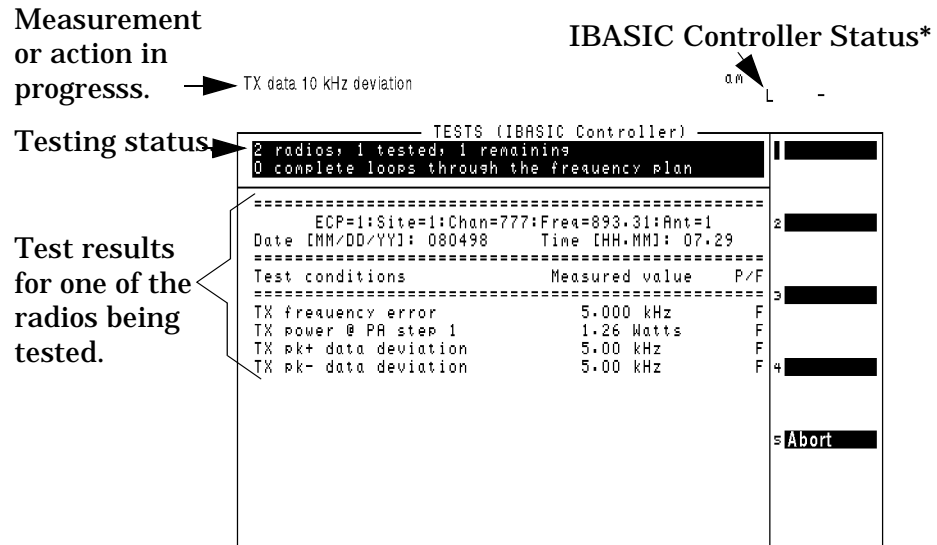 Measurement
or action in
progresss.
IBASIC Controller Status*
TX data 10 kHz deviation
am
L -
Testing status
TESTS (IBASIC Controller)
2 radios, 1 tested, 1 remaining
0 complete loops through the frequency plan
1
==================================================
ECP=1:Site=1:Chan=777:Freq=893.31:Ant=1
2
Date [MM/DD/YY]: 080498 Time [HH.MM]: 07.29
==================================================
Test results
for one of the
radios being
tested.
Test conditions Measured value P/F
==================================================
3
TX frequency error 5.000 kHz F
TX power @ PA step 1 1.26 Watts F
TX pk+ data deviation 5.00 kHz F
TX pk- data deviation 5.00 kHz F
4
5 Abort